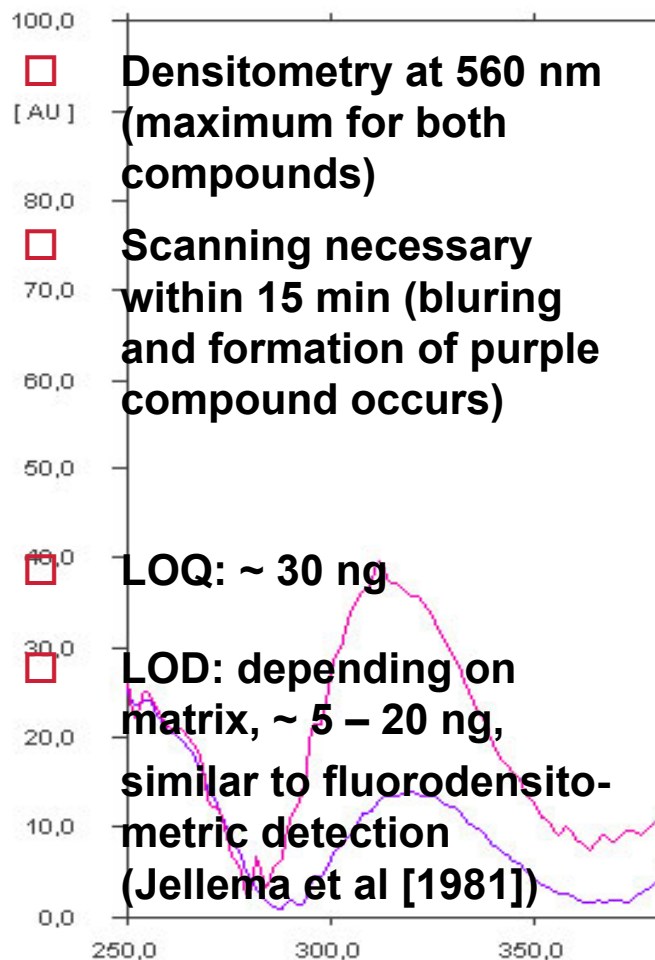 100,0
Densitometry at 560 nm
[ AU ]
(maximum for both
compounds)
80,0
Scanning necessary
70,0
within 15 min (bluring
and formation of purple
60,0
compound occurs)
50,0
40,0
LOQ: ~ 30 ng
30,0
LOD: depending on
matrix, ~ 5 – 20 ng,
20,0
similar to fluorodensito-
10,0
metric detection
(Jellema et al [1981])
0,0
250,0 300,0 350,0